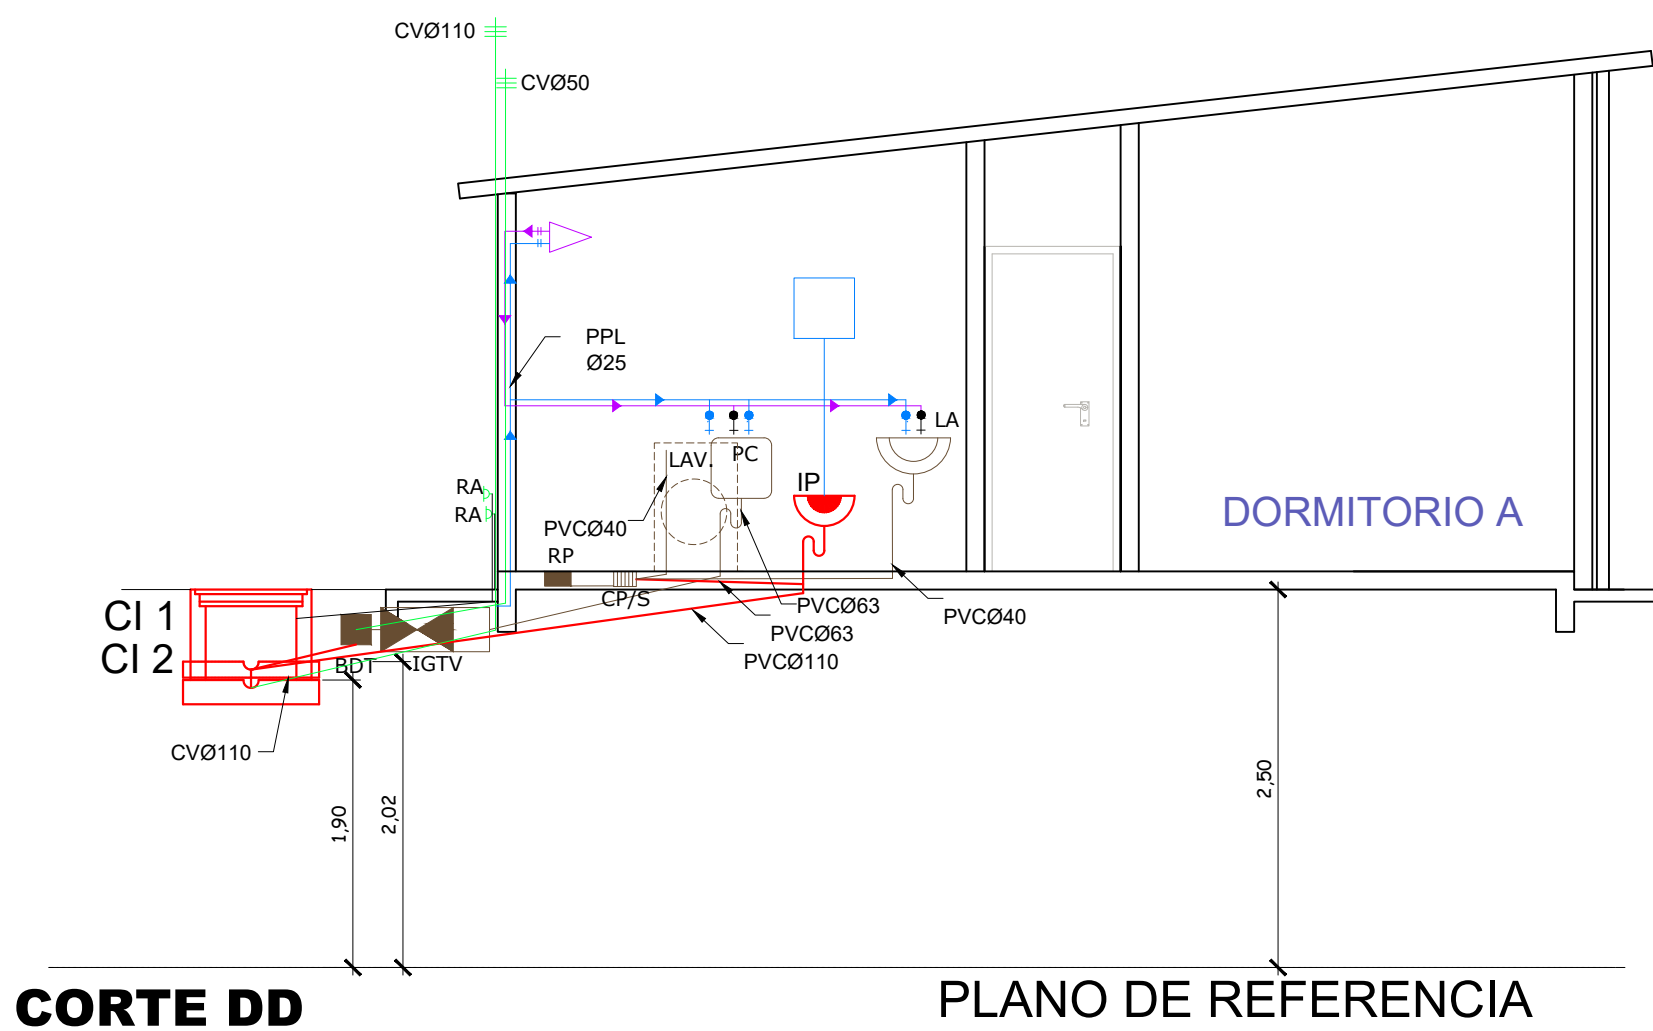 CVØ110
CVØ50
PPL
Ø25
LA
PC
LAV.
IP
RA
RA
DORMITORIO A
PVCØ40
RP
CP/S
PVCØ63
PVCØ63
PVCØ40
PVCØ110
CI 1
CI 2
BDT
IGTV
CVØ110
1,90
2,02
2,50
CORTE DD
PLANO DE REFERENCIA